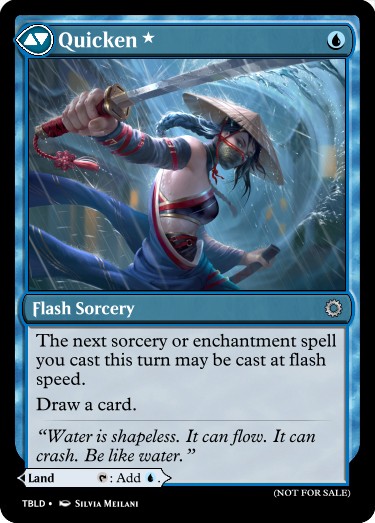 Quicken ★
Flash Sorcery
The next sorcery or enchantment spell
you cast this turn may be cast at flash
speed.
Draw a card.
“Water is shapeless. It can flow. It can
crash. Be like water.”
Land : Add .
(NOT FOR SALE)
TBLD • Silvia Meilani